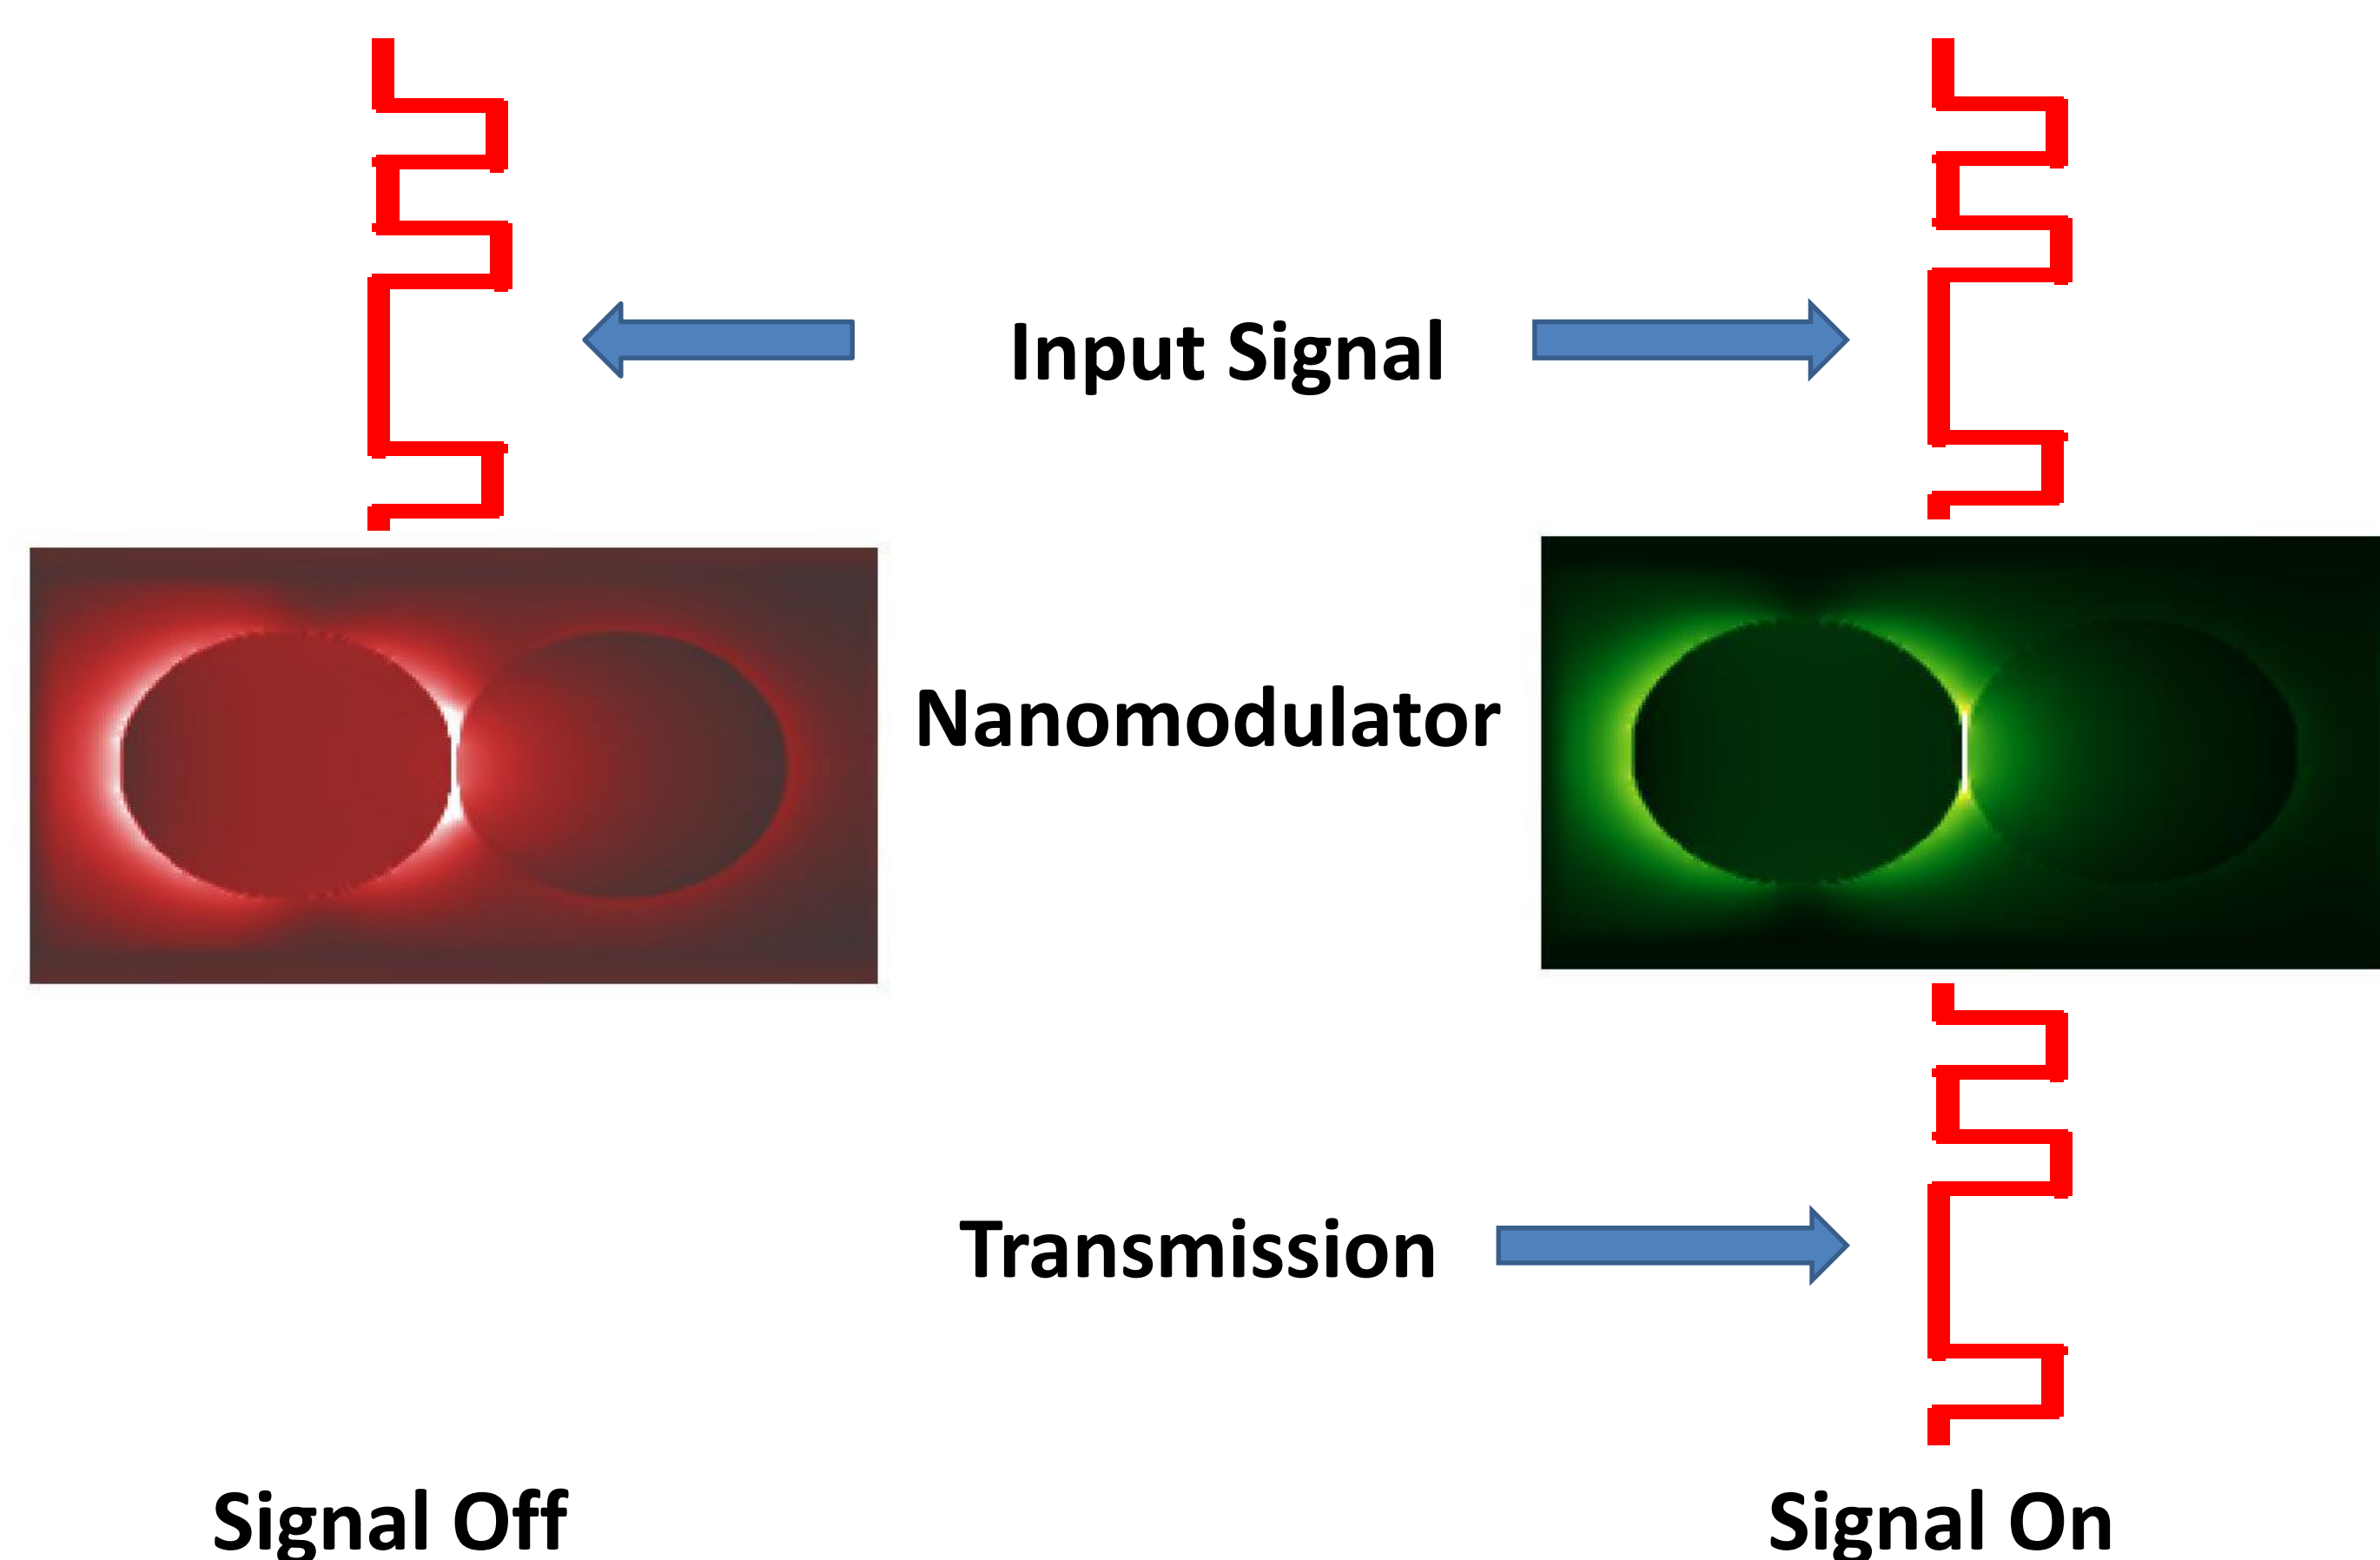 Input Signal
Nanomodulator
Transmission
Signal Off
Signal On